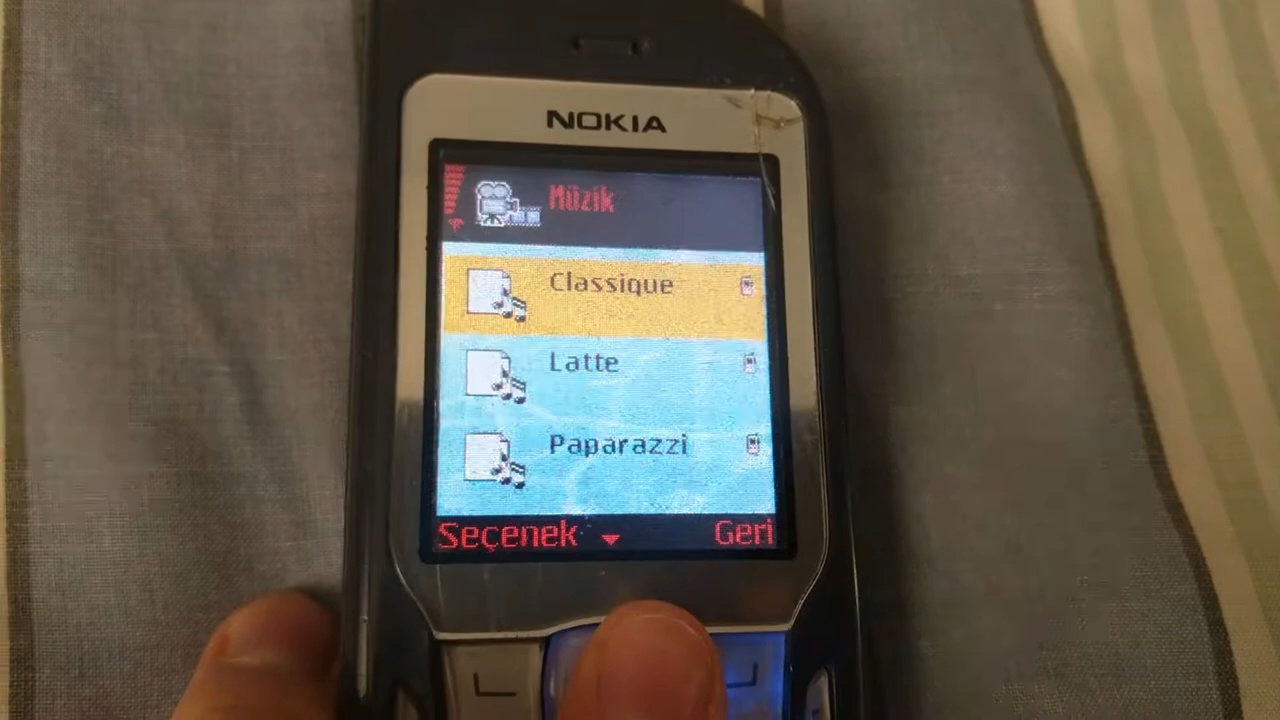 NOKIA
Müzik
Classique
Latte
Paparazzi
Seçenek Geri